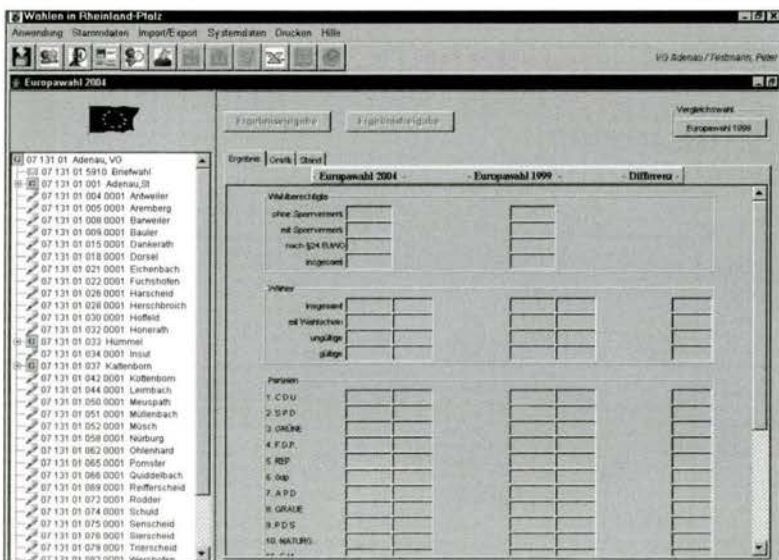 Wahlen in Rheinland-Pfalz
Anwendung Stammdaten Import/Export Systemdaten Drucken Hilfe
VG Adenau / Testmann, Peter
Europawahl 2004
Ergebniseingabe Ergebnisfreigabe
Vergleichswahl
Europawahl 1999
Ergebnis Grafik Stand
- Europawahl 2004 - - Europawahl 1999 - - Differenz -
07 131 01 Adenau, VG
07 131 01 5910 Briefwahl
07 131 01 001 Adenau,St
07 131 01 004 0001 Antweiler
07 131 01 005 0001 Aremberg
07 131 01 008 0001 Barweiler
07 131 01 009 0001 Bauler
07 131 01 015 0001 Dankerath
07 131 01 018 0001 Dorsel
07 131 01 021 0001 Eichenbach
07 131 01 022 0001 Fuchshofen
07 131 01 026 0001 Harscheid
07 131 01 028 0001 Herschbroich
07 131 01 030 0001 Hoffeld
07 131 01 032 0001 Honerath
07 131 01 033 Hümmel
07 131 01 034 0001 Insul
07 131 01 037 Kaltenborn
07 131 01 042 0001 Kottenborn
07 131 01 044 0001 Leimbach
07 131 01 050 0001 Meuspath
07 131 01 051 0001 Müllenbach
07 131 01 052 0001 Müsch
07 131 01 058 0001 Nürburg
07 131 01 062 0001 Ohlenhard
07 131 01 065 0001 Pomster
07 131 01 066 0001 Quiddelbach
07 131 01 069 0001 Reifferscheid
07 131 01 072 0001 Rodder
07 131 01 074 0001 Schuld
07 131 01 075 0001 Senscheid
07 131 01 076 0001 Sierscheid
07 131 01 079 0001 Trierscheid
Wahlberechtigte
ohne Sperrvermerk
mit Sperrvermerk
nach §24 EuWO
insgesamt
Wähler
insgesamt
mit Wahlschein
ungültige
gültige
Parteien
1. CDU
2. SPD
3. GRÜNE
4. F.D.P.
5. REP
6. ödp
7. APD
8. GRAUE
9. PDS
10. NATURG.